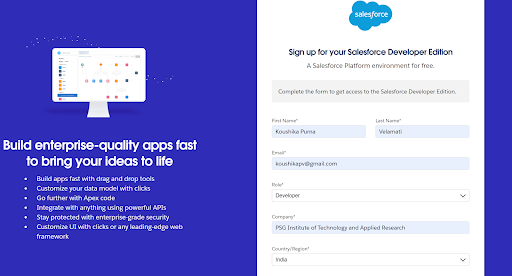 Build enterprise-quality apps fast
to bring your ideas to life
Build apps fast with drag and drop tools
Customize your data model with clicks
Go further with Apex code
Integrate with anything using powerful APIs
Stay protected with enterprise-grade security
Customize UI with clicks or any leading-edge web
framework
salesforce
Sign up for your Salesforce Developer Edition
A Salesforce Platform environment for free.
Complete the form to get access to the Salesforce Developer Edition.
First Name* Last Name*
Koushika Purna Velamati
Email*
koushikapv@gmail.com
Role*
Developer
Company*
PSG Institute of Technology and Applied Research
Country/Region*
India